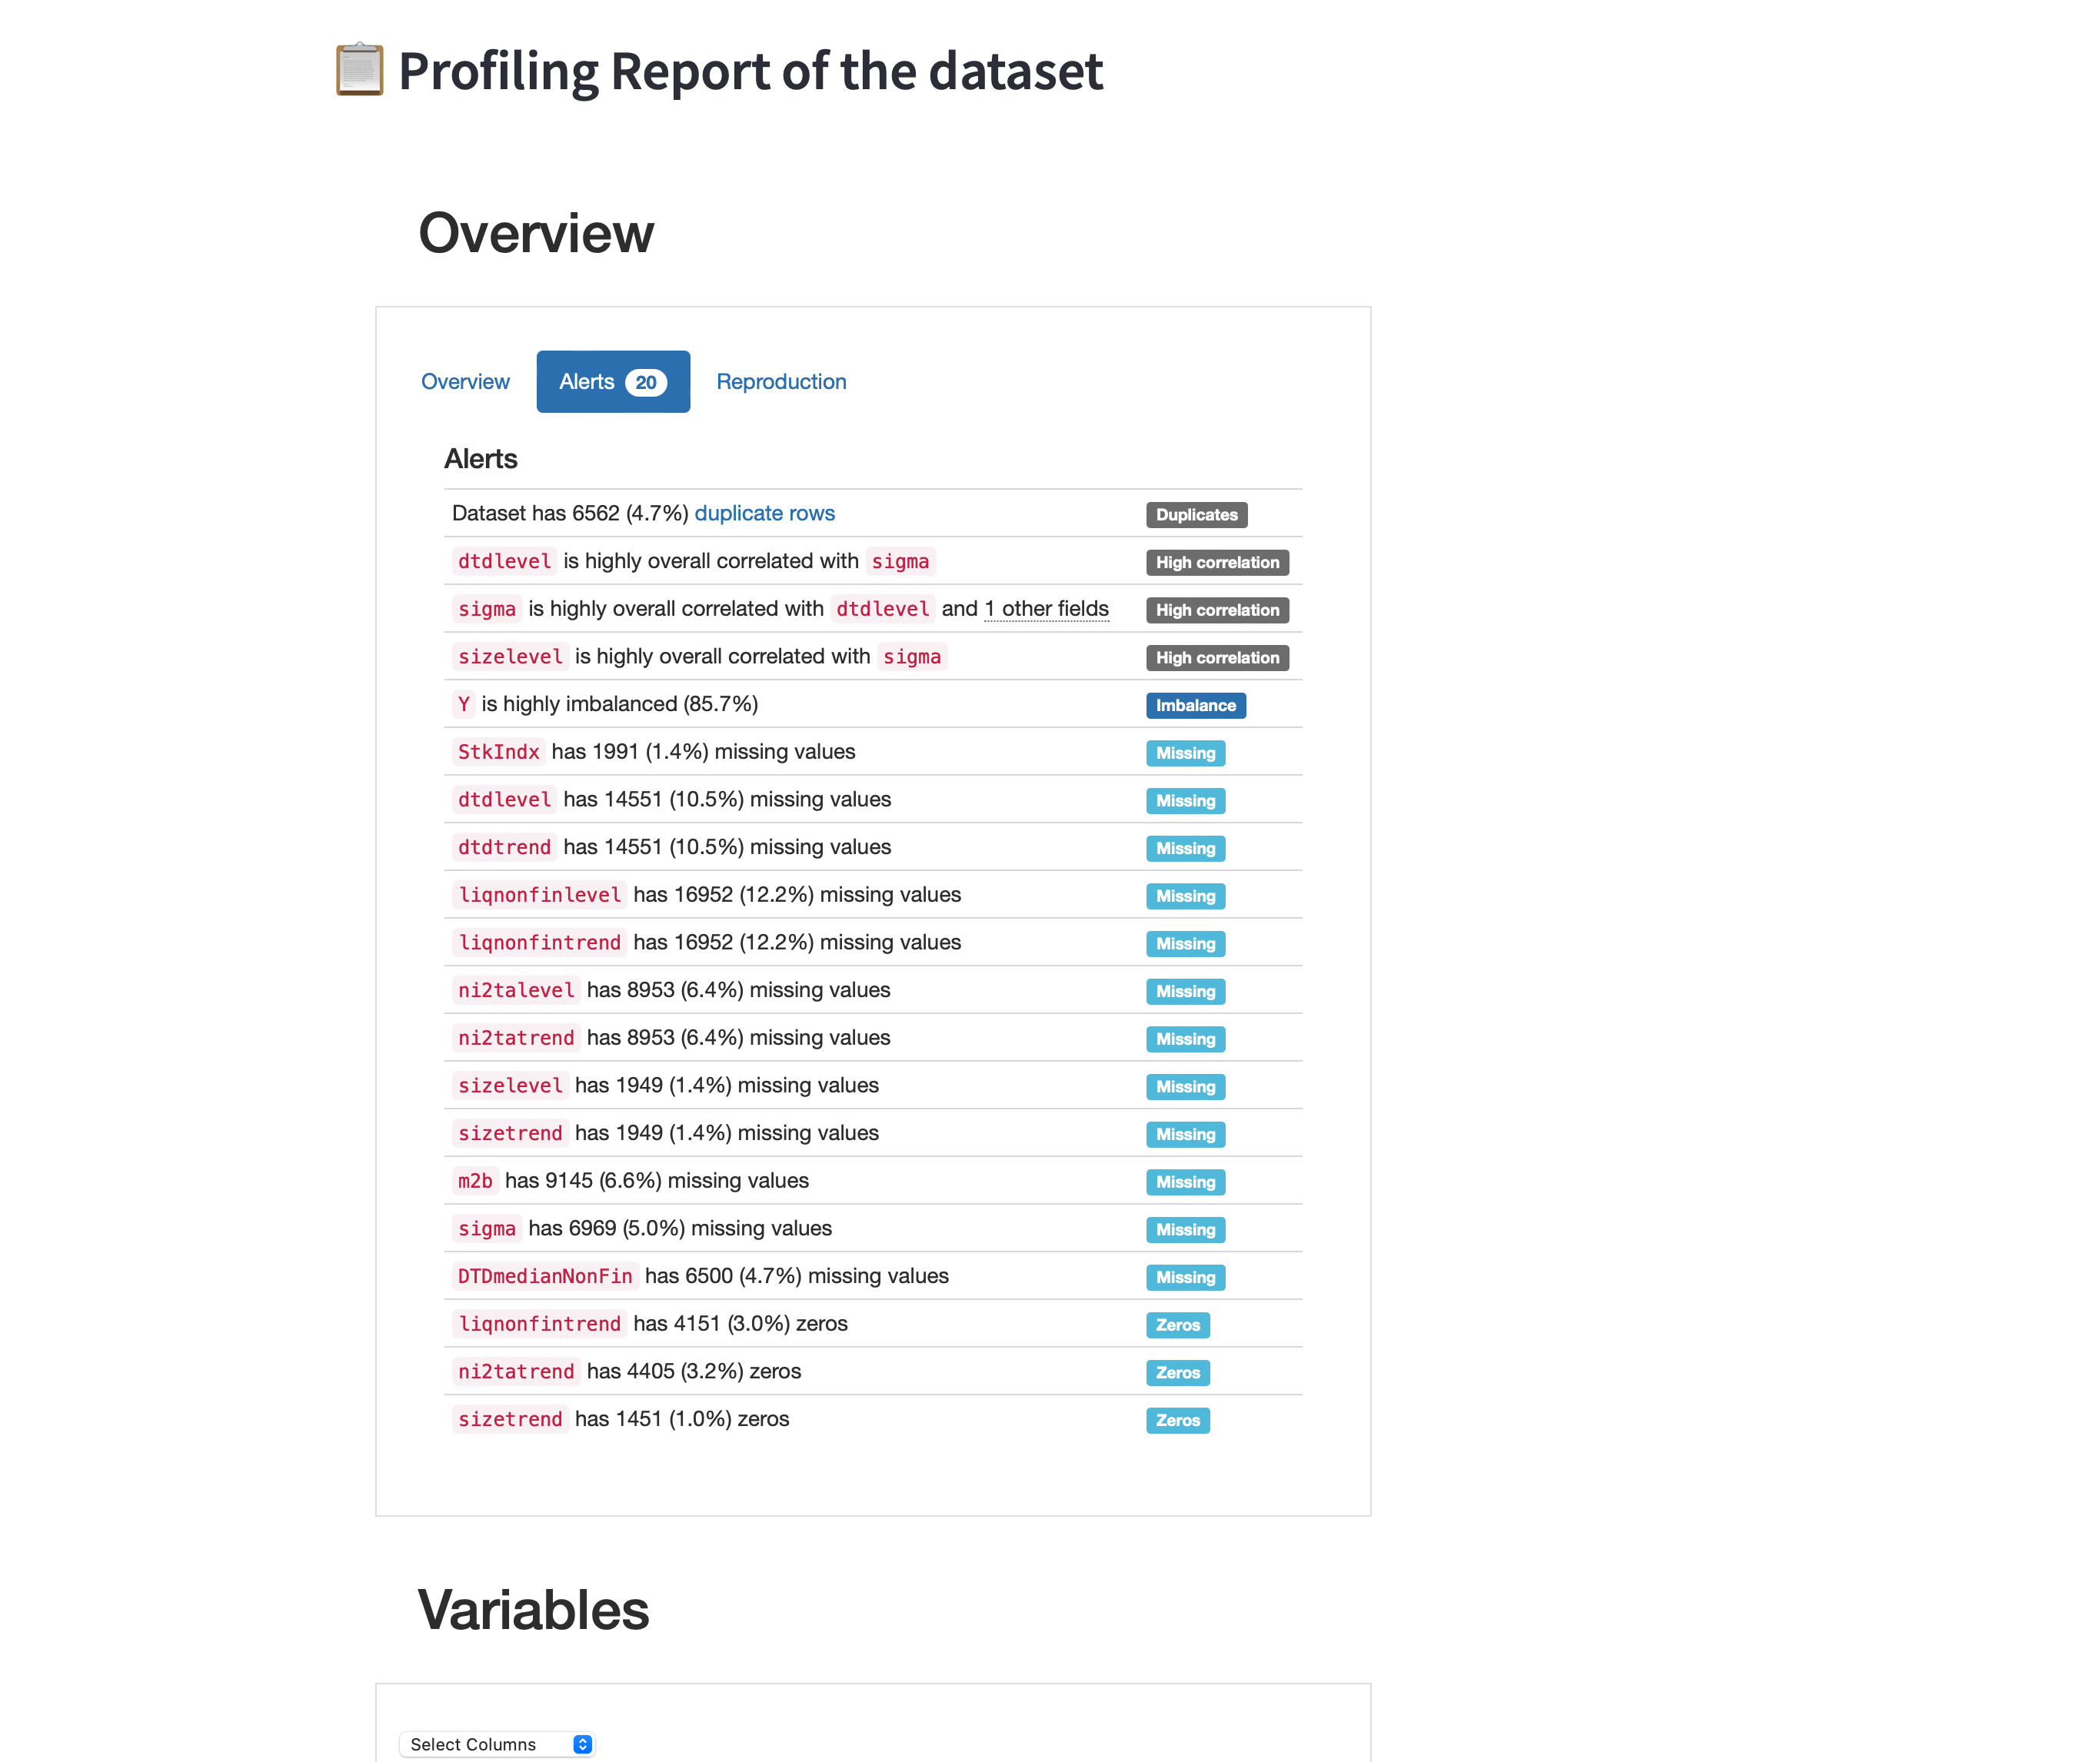 Profiling Report of the dataset
Overview
Overview Alerts 20 Reproduction
Alerts
Dataset has 6562 (4.7%) duplicate rows Duplicates
dtdlevel is highly overall correlated with sigma High correlation
sigma is highly overall correlated with dtdlevel and 1 other fields High correlation
sizelevel is highly overall correlated with sigma High correlation
Y is highly imbalanced (85.7%) Imbalance
StkIndx has 1991 (1.4%) missing values Missing
dtdlevel has 14551 (10.5%) missing values Missing
dtdtrend has 14551 (10.5%) missing values Missing
liqnonfinlevel has 16952 (12.2%) missing values Missing
liqnonfintrend has 16952 (12.2%) missing values Missing
ni2talevel has 8953 (6.4%) missing values Missing
ni2tatrend has 8953 (6.4%) missing values Missing
sizelevel has 1949 (1.4%) missing values Missing
sizetrend has 1949 (1.4%) missing values Missing
m2b has 9145 (6.6%) missing values Missing
sigma has 6969 (5.0%) missing values Missing
DTDmedianNonFin has 6500 (4.7%) missing values Missing
liqnonfintrend has 4151 (3.0%) zeros Zeros
ni2tatrend has 4405 (3.2%) zeros Zeros
sizetrend has 1451 (1.0%) zeros Zeros
Variables
Select Columns